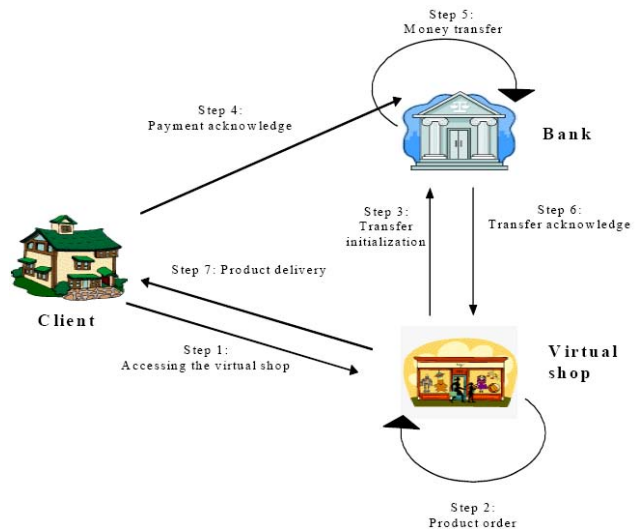 Step 5:
Money transfer
Step 4:
Payment acknowledge
Bank
Step 3:
Transfer
initialization
Step 6:
Transfer acknowledge
Step 7: Product delivery
Client
Step 1:
Accessing the virtual shop
Virtual
shop
Step 2:
Product order